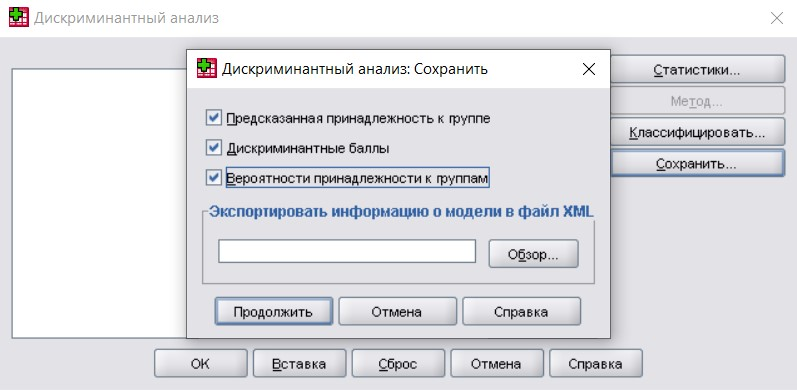 Дискриминантный анализ
Дискриминантный анализ: Сохранить
Предсказанная принадлежность к группе
Дискриминантные баллы
Вероятности принадлежности к группам
Экспортировать информацию о модели в файл XML
Обзор...
Продолжить
Отмена
Справка
Статистики...
Метод...
Классифицировать...
Сохранить...
OK
Вставка
Сброс
Отмена
Справка